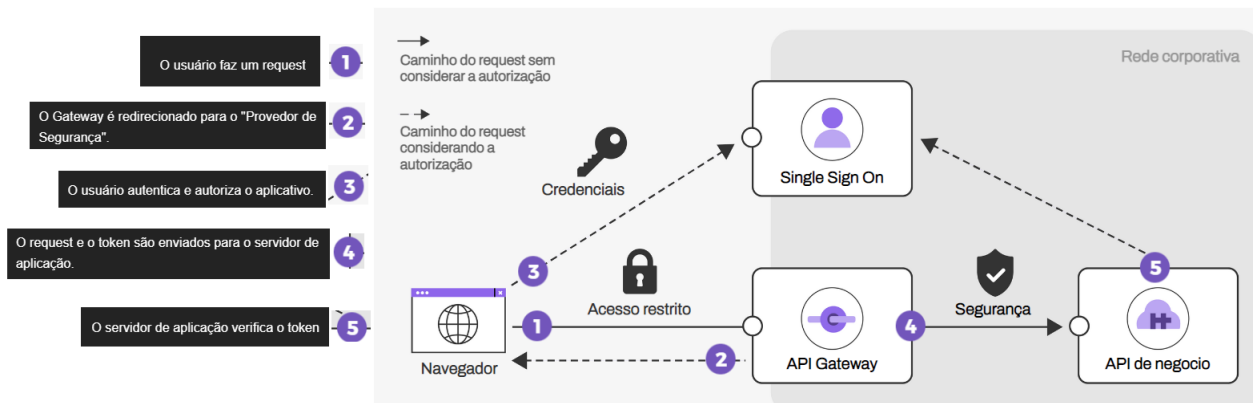 O usuário faz um request
1
O Gateway é redirecionado para o "Provedor de
Segurança".
2
O usuário autentica e autoriza o aplicativo.
3
O request e o token são enviados para o servidor de
aplicação.
4
O servidor de aplicação verifica o token
5
Caminho do request sem
considerar a autorização
Caminho do request
considerando a
autorização
Rede corporativa
Credenciais
Single Sign On
3
5
Acesso restrito
Segurança
1
4
2
Navegador
API Gateway
H
API de negocio